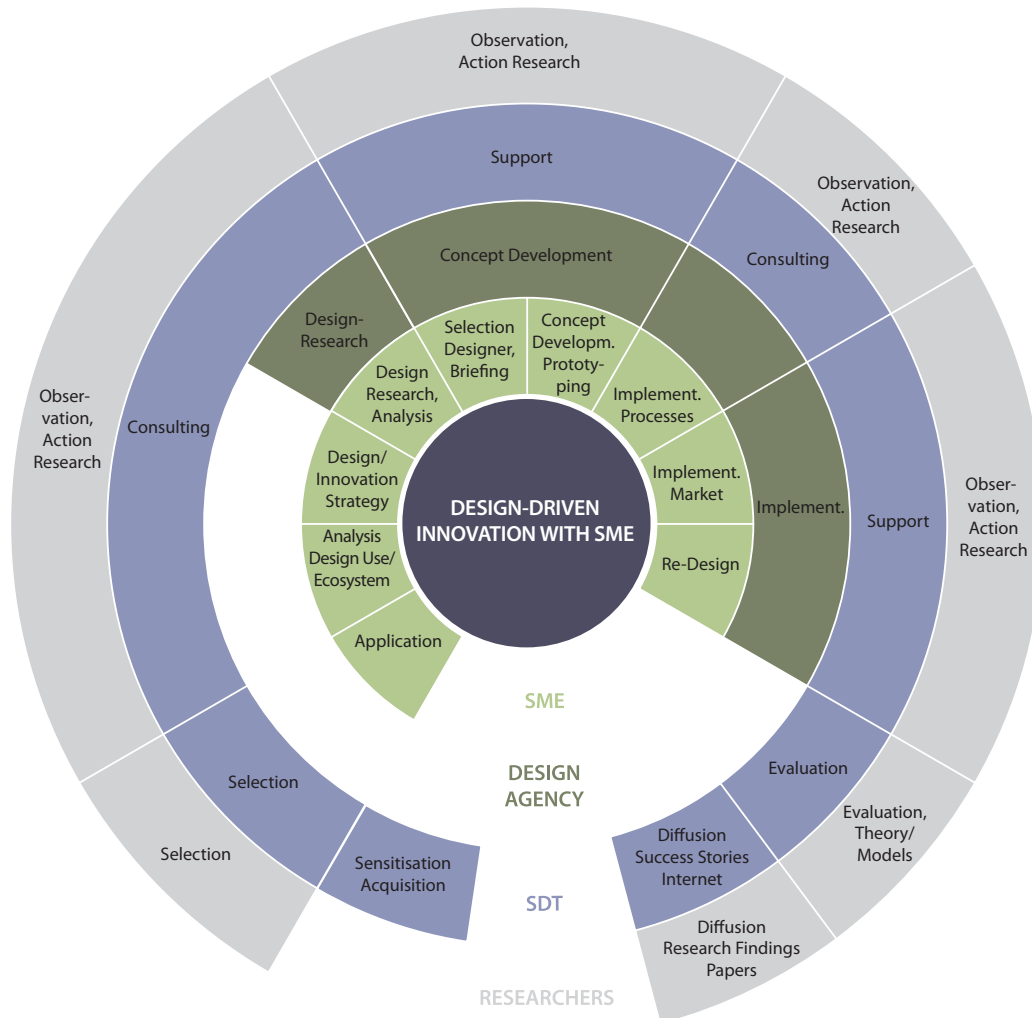 Observation,
Action Research
Support
Concept Development
Observation,
Action
Research
Consulting
Design-
Research
Selection
Designer,
Briefing
Concept
Developm.
Prototy-
ping
Design
Research,
Analysis
Implement.
Processes
Obser-
vation,
Action
Research
Consulting
Design/
Innovation
Strategy
Implement.
Market
Implement.
Support
Obser-
vation,
Action
Research
DESIGN-DRIVEN
INNOVATION WITH SME
Analysis
Design Use/
Ecosystem
Re-Design
Application
SME
Selection
DESIGN
AGENCY
Evaluation
Selection
Sensitisation
Acquisition
Diffusion
Success Stories
Internet
Evaluation,
Theory/
Models
SDT
Diffusion
Research Findings
Papers
RESEARCHERS